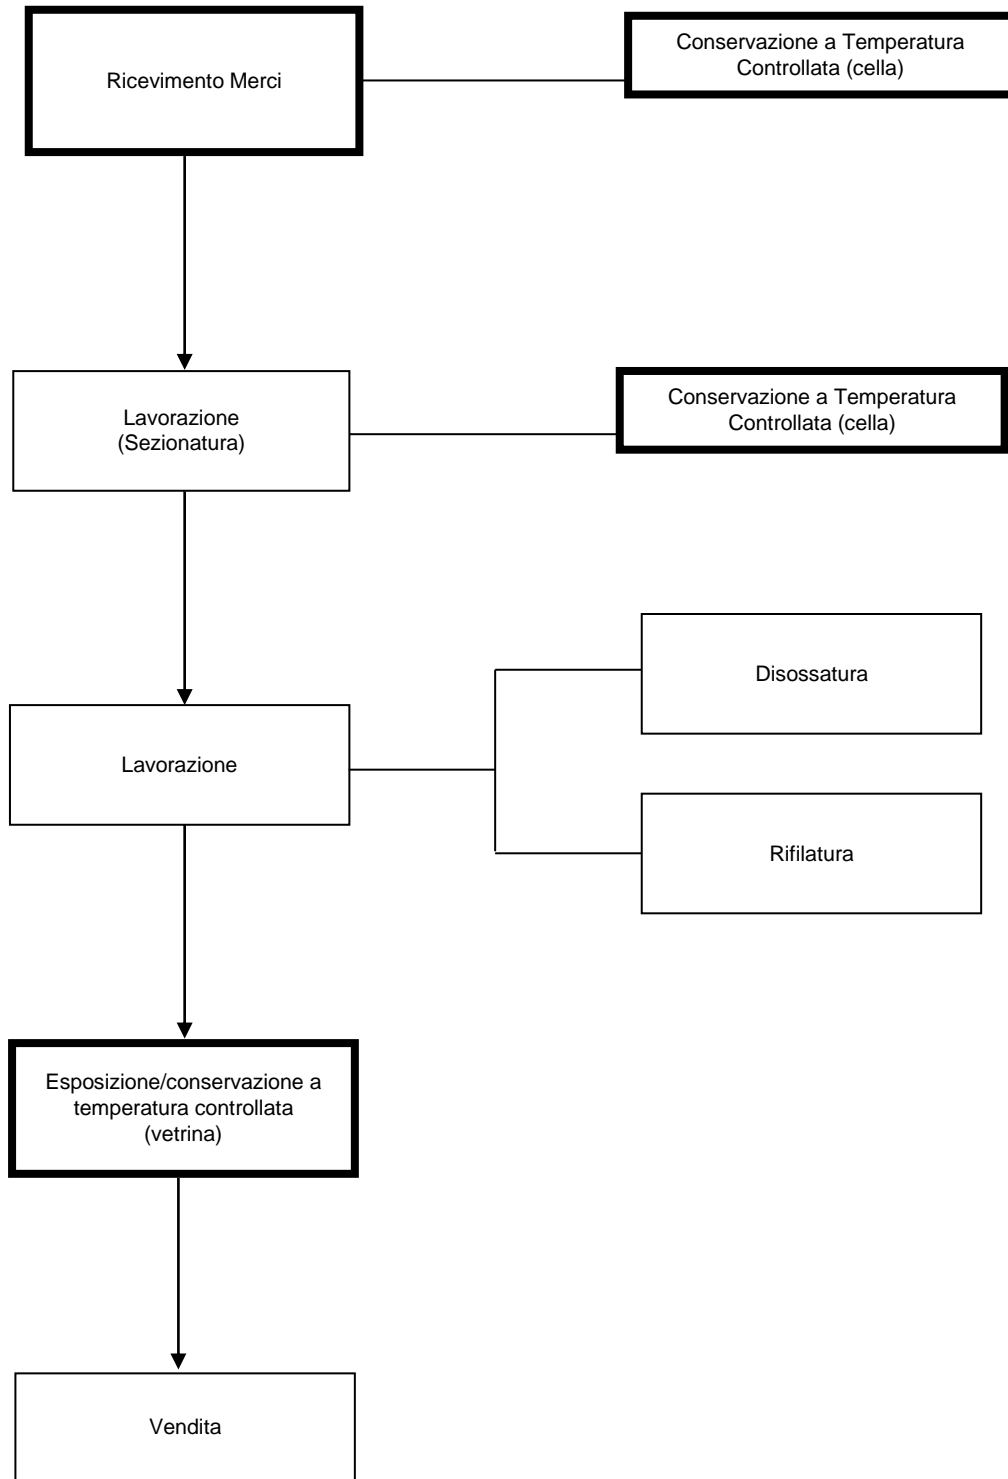 Ricevimento Merci
Conservazione a Temperatura
Controllata (cella)
Lavorazione
(Sezionatura)
Conservazione a Temperatura
Controllata (cella)
Disossatura
Lavorazione
Rifilatura
Esposizione/conservazione a
temperatura controllata
(vetrina)
Vendita